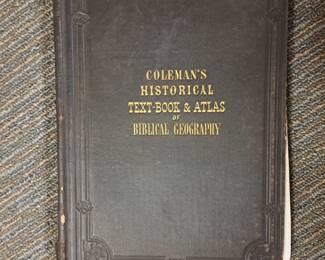 COLEMAN'S
HISTORICAL
TEXT-BOOK & ATLAS
OF
BIBLICAL GEOGRAPHY